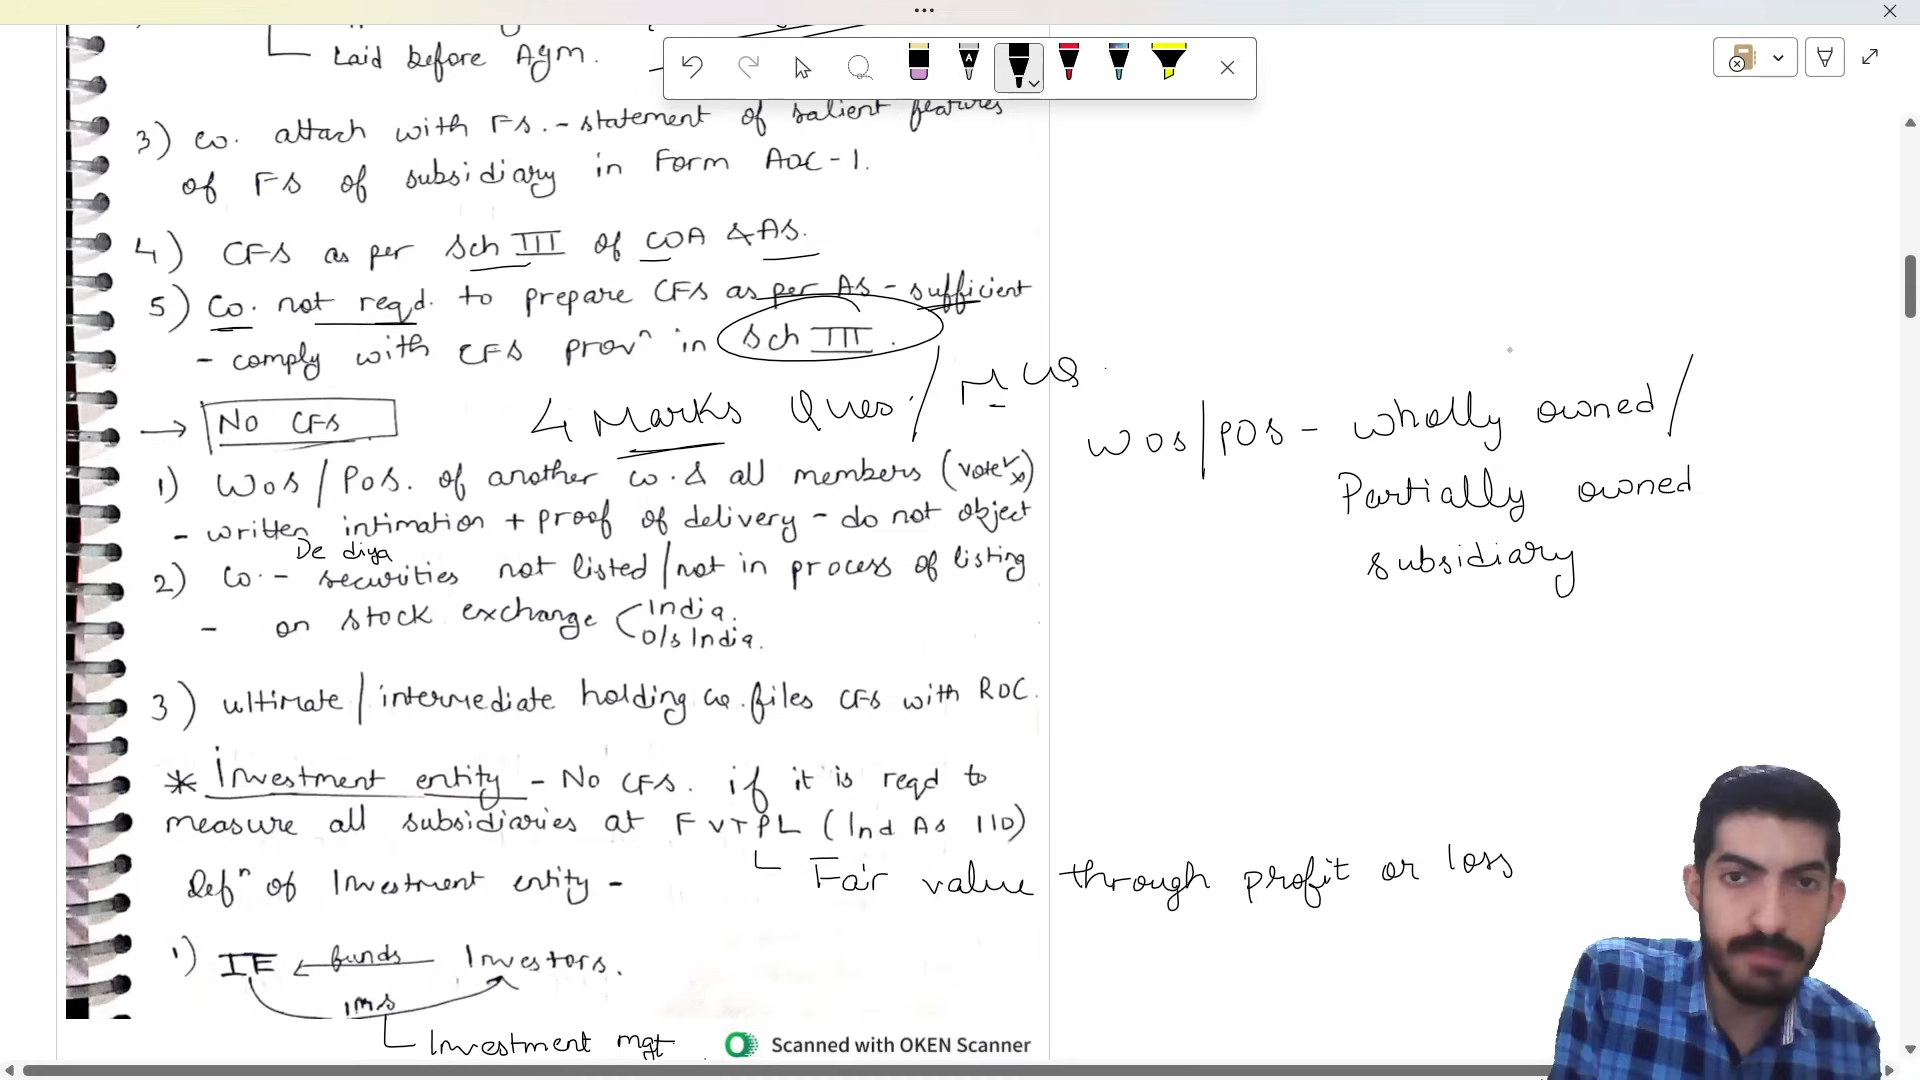 Laid before Agm.
3) Co. attach with FS. - statement of salient features
of FS of subsidiary in Form AOC-1.
4) CFS as per Sch III of COA & AS.
5) Co. not reqd. to prepare CFS as per AS - sufficient
- comply with CFS provn in Sch III.
→ No CFS
4 Marks Ques. / MCQ.
1) WOS / POS. of another co. & all members (vote ✓ x)
- written intimation + proof of delivery - do not object
De diya
2) Co. - securities not listed / not in process of listing
- on stock exchange India.
O/s India.
3) ultimate / intermediate holding co. files CFS with ROC.
* Investment entity - No CFS. if it is reqd to
measure all subsidiaries at FVTPL (Ind AS 110)
Fair value through profit or loss
Defn of Investment entity -
1) IE ← funds Investors.
IMS
Investment mgt
Scanned with OKEN Scanner
WOS/POS - wholly owned /
Partially owned
subsidiary